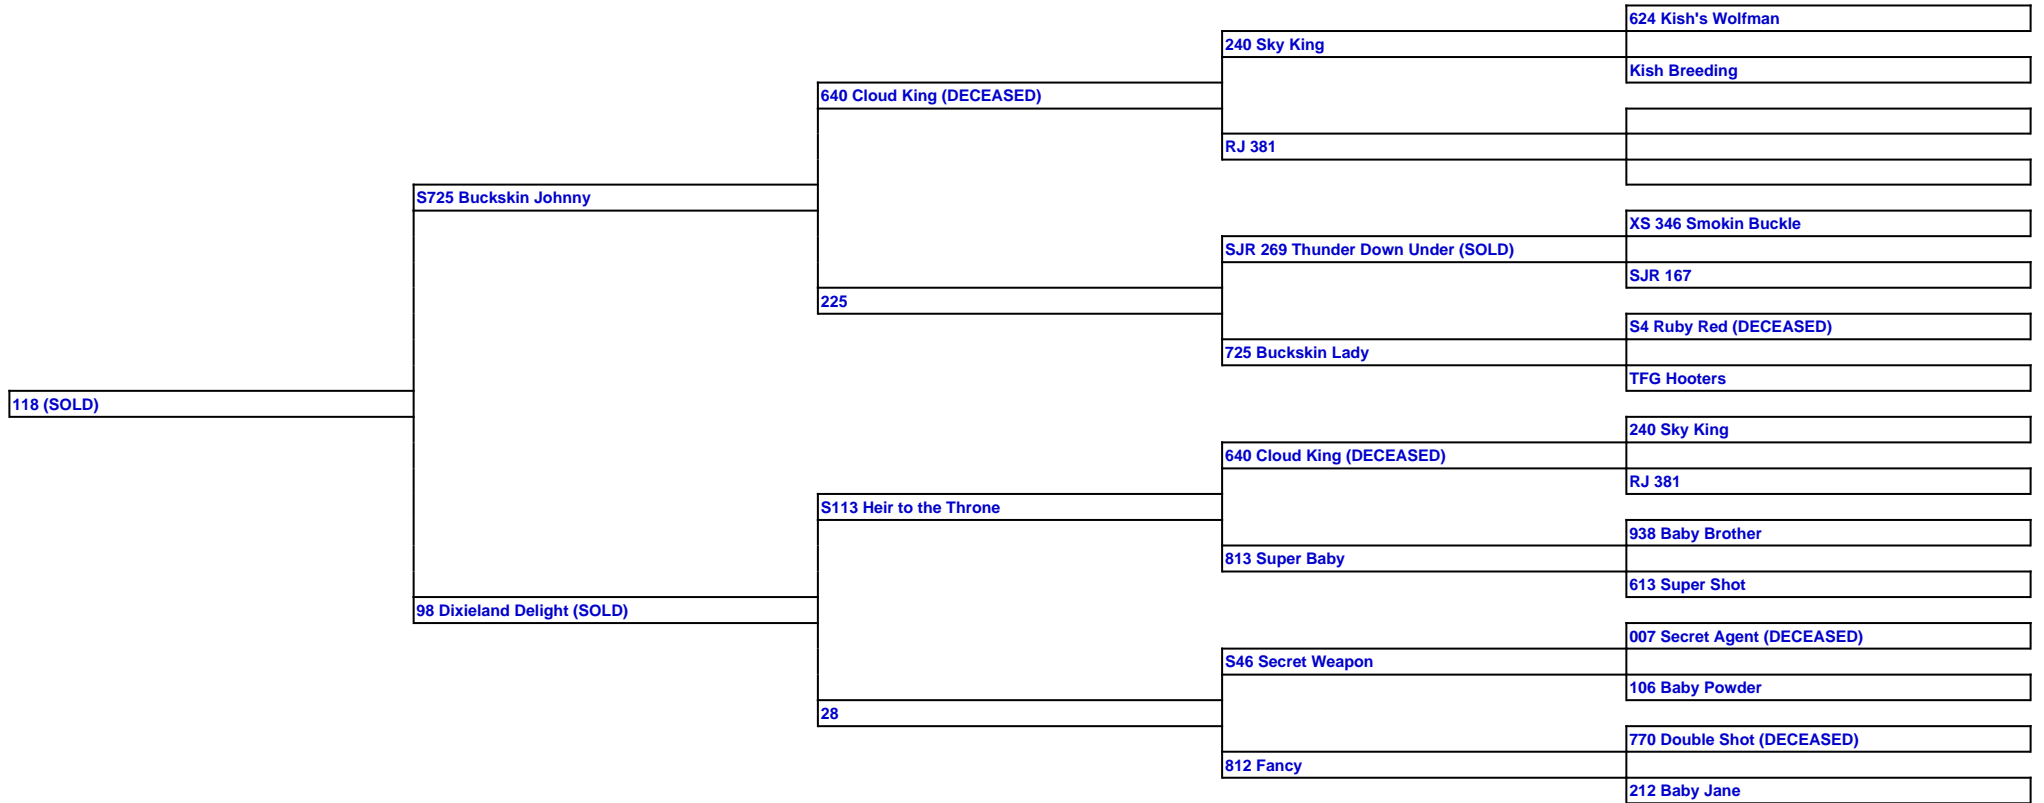 624 Kish's Wolfman
240 Sky King
Kish Breeding
640 Cloud King (DECEASED)
RJ 381
S725 Buckskin Johnny
XS 346 Smokin Buckle
SJR 269 Thunder Down Under (SOLD)
SJR 167
225
S4 Ruby Red (DECEASED)
725 Buckskin Lady
TFG Hooters
118 (SOLD)
240 Sky King
640 Cloud King (DECEASED)
RJ 381
S113 Heir to the Throne
938 Baby Brother
813 Super Baby
613 Super Shot
98 Dixieland Delight (SOLD)
007 Secret Agent (DECEASED)
S46 Secret Weapon
106 Baby Powder
28
770 Double Shot (DECEASED)
812 Fancy
212 Baby Jane